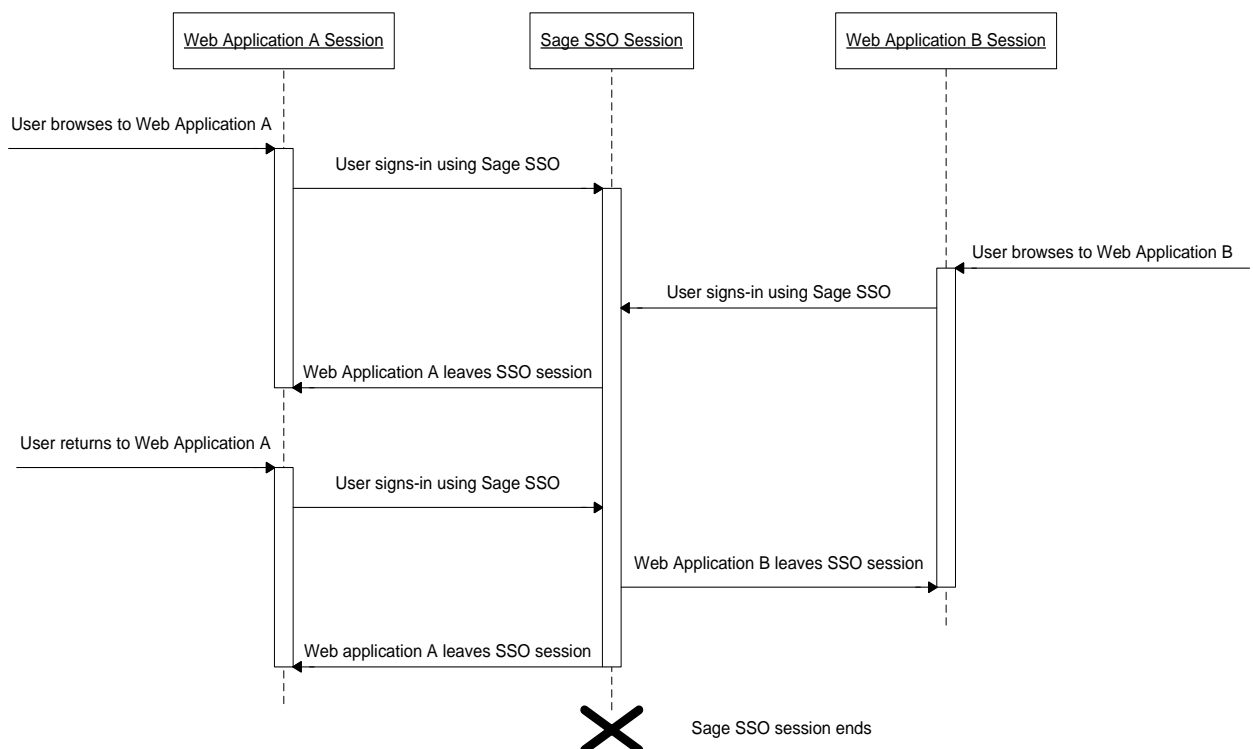 Web Application A Session
Sage SSO Session
Web Application B Session
User browses to Web Application A
User signs-in using Sage SSO
User browses to Web Application B
User signs-in using Sage SSO
Web Application A leaves SSO session
User returns to Web Application A
User signs-in using Sage SSO
Web Application B leaves SSO session
Web application A leaves SSO session
Sage SSO session ends